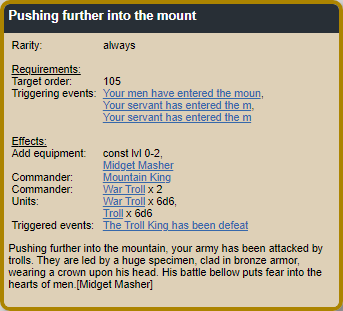 Pushing further into the mount
Rarity: always
Requirements:
Target order: 105
Triggering events: Your men have entered the moun,
Your servant has entered the m,
Your servant has entered the m
Effects:
Add equipment: const lvl 0-2,
Midget Masher
Commander: Mountain King
Commander: War Troll x 2
Units: War Troll x 6d6,
Troll x 6d6
Triggered events: The Troll King has been defeat
Pushing further into the mountain, your army has been attacked by
trolls. They are led by a huge specimen, clad in bronze armor,
wearing a crown upon his head. His battle bellow puts fear into the
hearts of men.[Midget Masher]